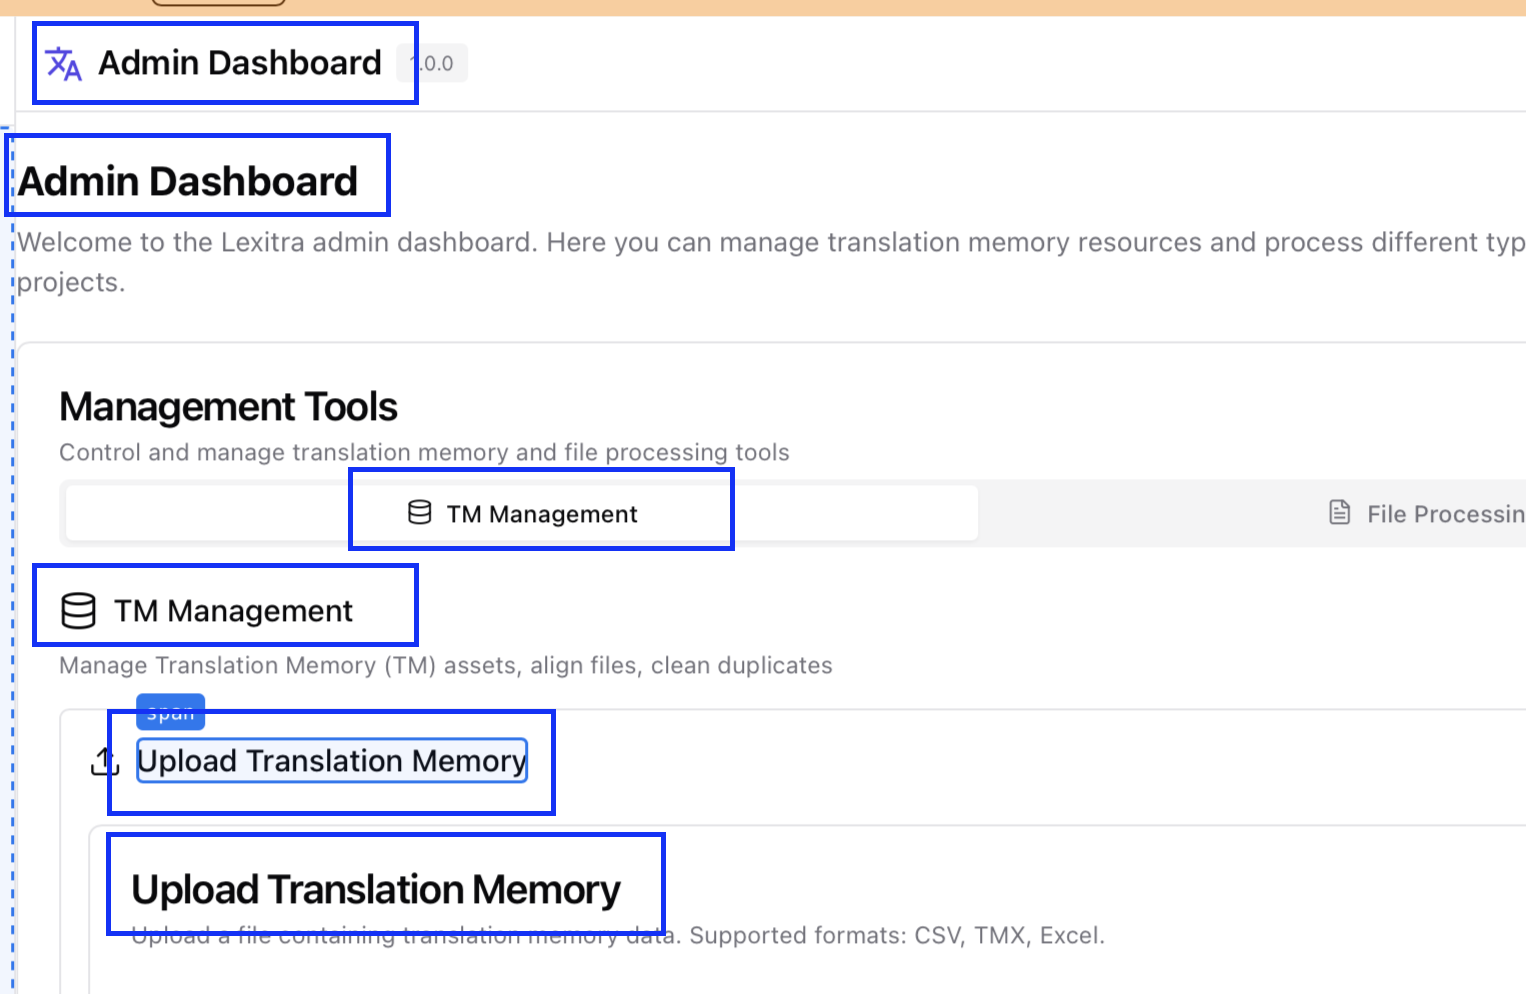 Admin Dashboard 1.0.0
Admin Dashboard
Welcome to the Lexitra admin dashboard. Here you can manage translation memory resources and process different typ
projects.
Management Tools
Control and manage translation memory and file processing tools
TM Management
File Processin
TM Management
Manage Translation Memory (TM) assets, align files, clean duplicates
span
Upload Translation Memory
Upload Translation Memory
Upload a file containing translation memory data. Supported formats: CSV, TMX, Excel.